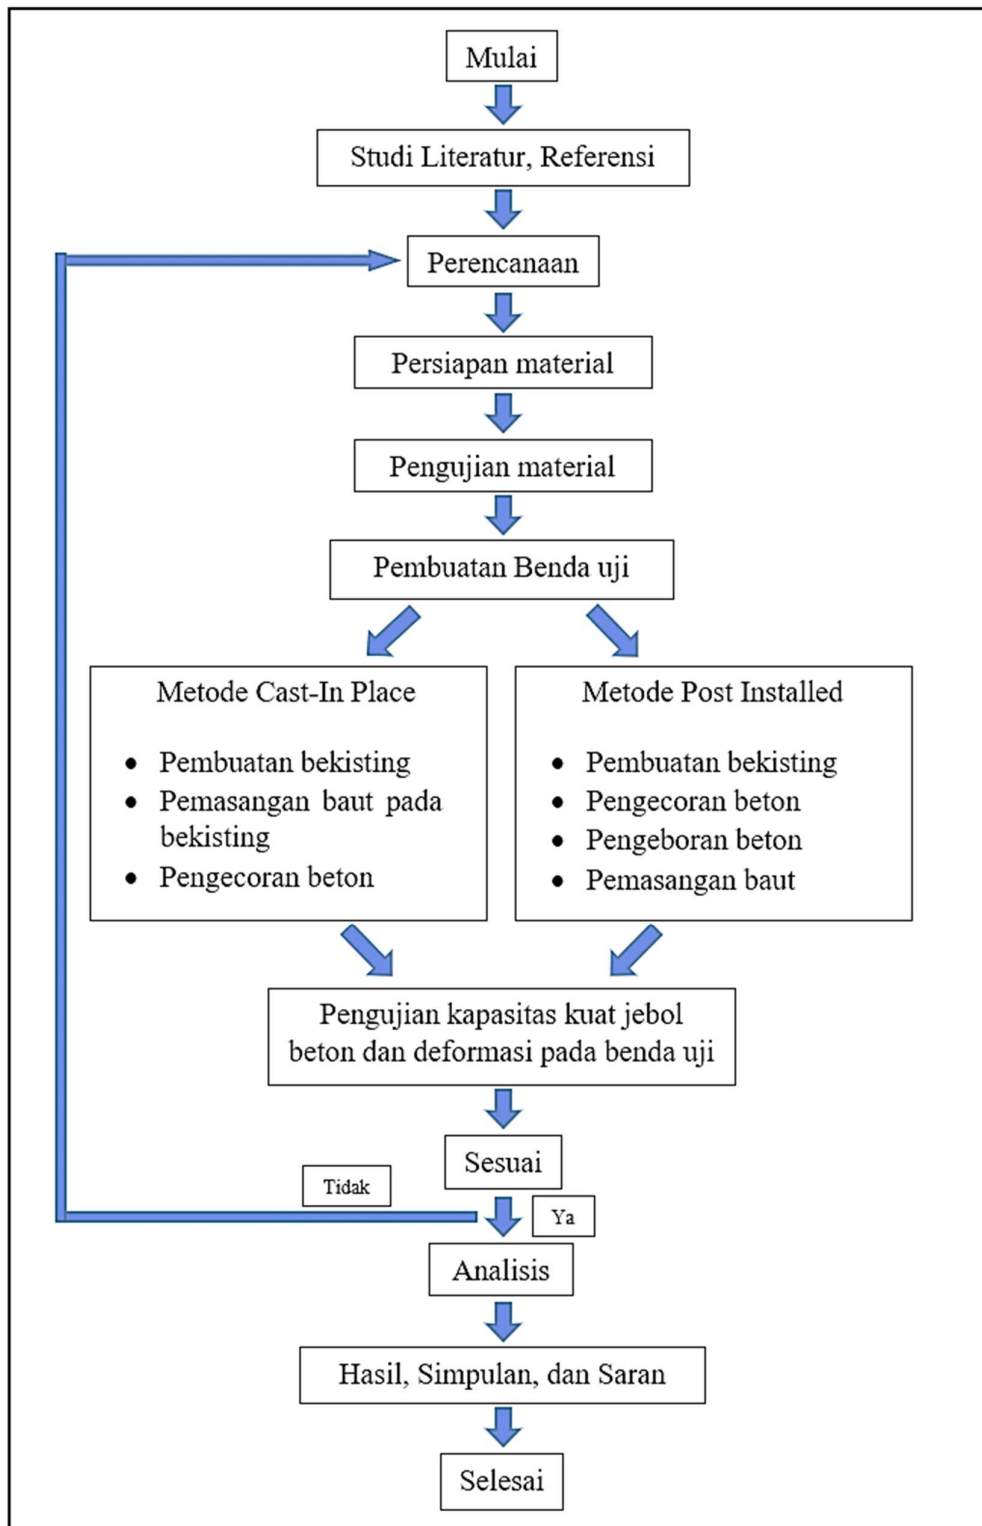 Mulai
Studi Literatur, Referensi
Perencanaan
Persiapan material
Pengujian material
Pembuatan Benda uji
Metode Cast-In Place
• Pembuatan bekisting
• Pemasangan baut pada
bekisting
• Pengecoran beton
Metode Post Installed
• Pembuatan bekisting
• Pengecoran beton
• Pengeboran beton
• Pemasangan baut
Pengujian kapasitas kuat jebol
beton dan deformasi pada benda uji
Sesuai
Tidak
Ya
Analisis
Hasil, Simpulan, dan Saran
Selesai